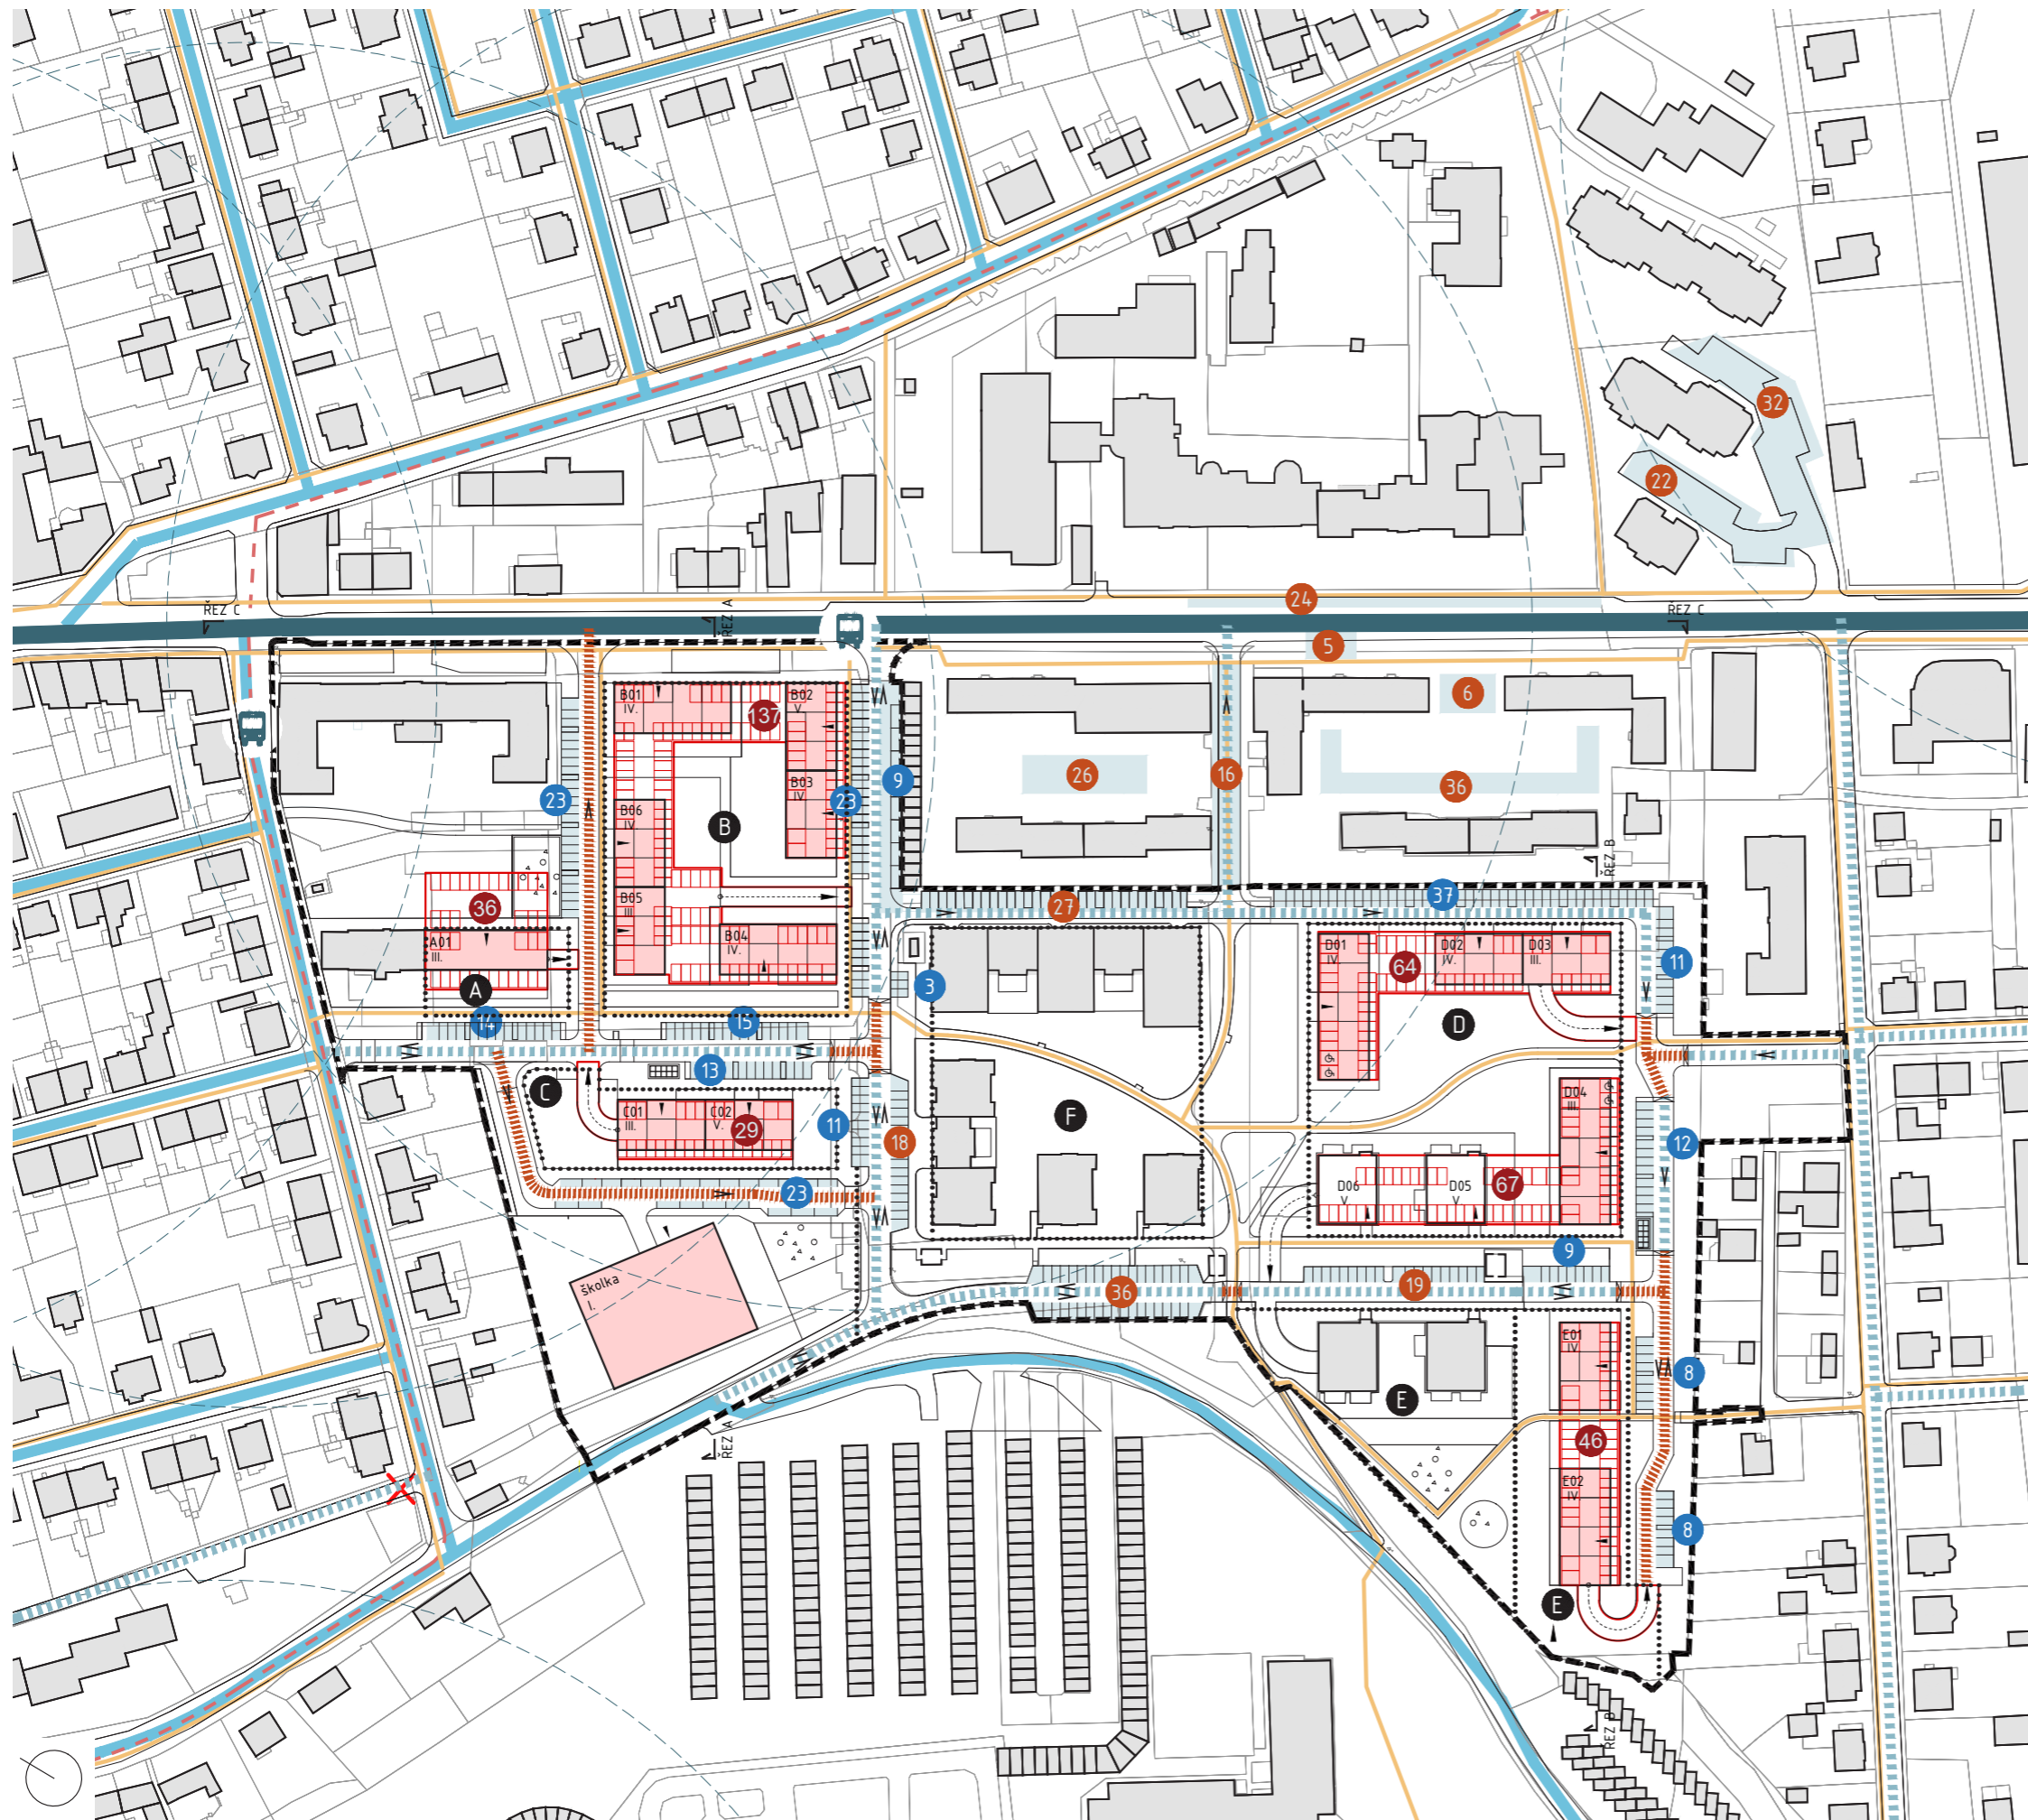 32
22
24
ŘEZ C
ŘEZ A
ŘEZ C
5
B01
IV.
137
B02
V.
6
26
16
36
23
B03
IV.
23
9
B06
IV.
B
ŘEZ B
B05
III.
36
27
37
A01
III.
B04
IV.
D01
IV.
64
D02
IV.
D03
III.
11
A
3
14
15
D
13
C
C01
III.
C02
V.
29
11
18
F
D04
III.
12
23
D06
V.
D05
V.
67
9
školka
I.
36
19
E01
IV.
8
E
ŘEZ A
46
E02
IV.
8
E
ŘEZ B